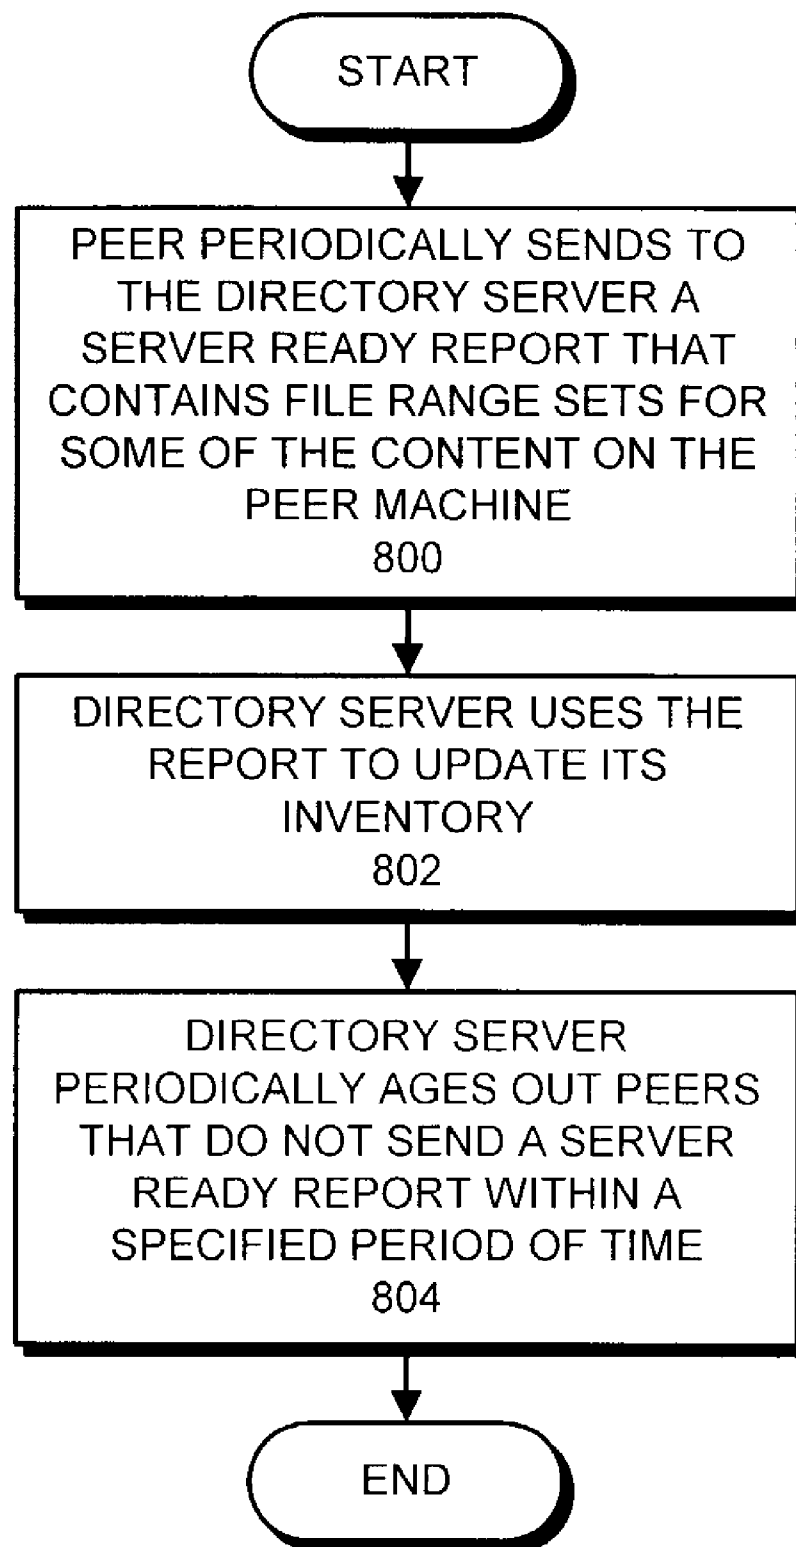 START
PEER PERIODICALLY SENDS TO
THE DIRECTORY SERVER A
SERVER READY REPORT THAT
CONTAINS FILE RANGE SETS FOR
SOME OF THE CONTENT ON THE
PEER MACHINE
800
DIRECTORY SERVER USES THE
REPORT TO UPDATE ITS
INVENTORY
802
DIRECTORY SERVER
PERIODICALLY AGES OUT PEERS
THAT DO NOT SEND A SERVER
READY REPORT WITHIN A
SPECIFIED PERIOD OF TIME
804
END